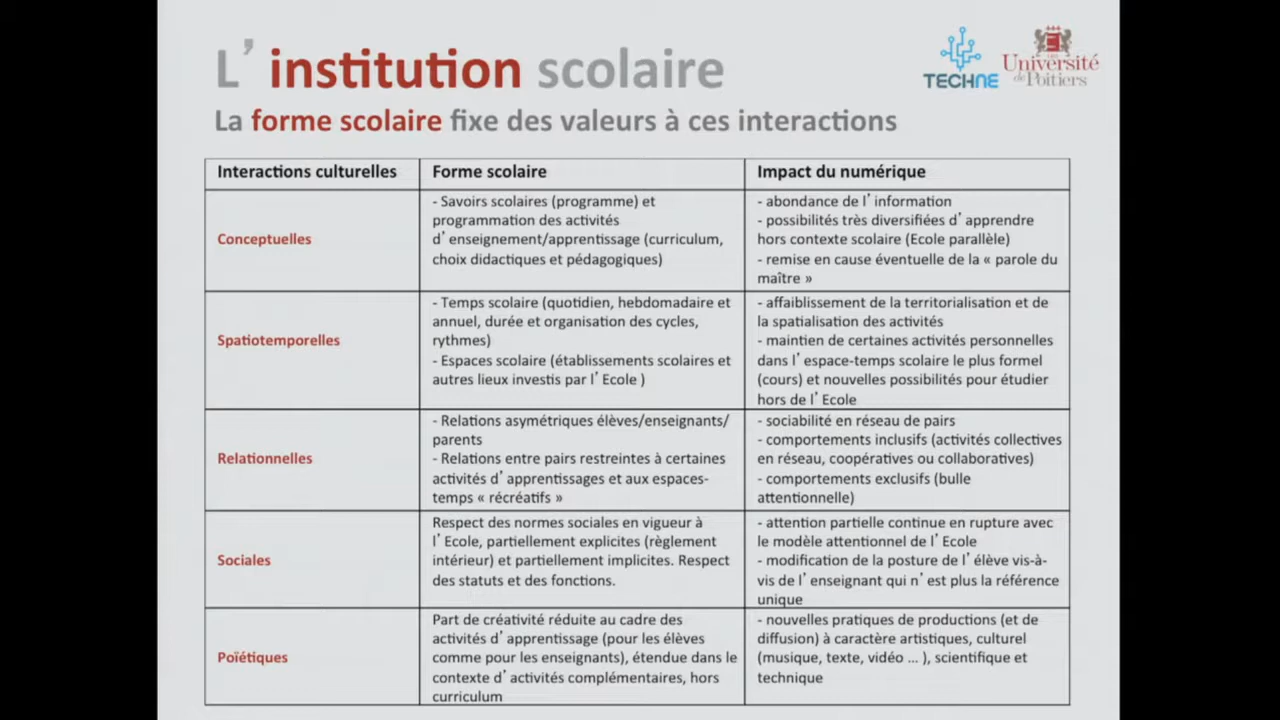 L' institution scolaire
TECHNE
Université
de Poitiers
La forme scolaire fixe des valeurs à ces interactions
Interactions culturelles
Forme scolaire
Impact du numérique
Conceptuelles
- Savoirs scolaires (programme) et
programmation des activités
d' enseignement/apprentissage (curriculum,
choix didactiques et pédagogiques)
- abondance de l' information
- possibilités très diversifiées d' apprendre
hors contexte scolaire (Ecole parallèle)
- remise en cause éventuelle de la « parole du
maître »
Spatiotemporelles
- Temps scolaire (quotidien, hebdomadaire et
annuel, durée et organisation des cycles,
rythmes)
- Espaces scolaire (établissements scolaires et
autres lieux investis par l' Ecole )
- affaiblissement de la territorialisation et de
la spatialisation des activités
- maintien de certaines activités personnelles
dans l' espace-temps scolaire le plus formel
(cours) et nouvelles possibilités pour étudier
hors de l' Ecole
Relationnelles
- Relations asymétriques élèves/enseignants/
parents
- Relations entre pairs restreintes à certaines
activités d' apprentissages et aux espaces-
temps « récréatifs »
- sociabilité en réseau de pairs
- comportements inclusifs (activités collectives
en réseau, coopératives ou collaboratives)
- comportements exclusifs (bulle
attentionnelle)
Sociales
Respect des normes sociales en vigueur à
l' Ecole, partiellement explicites (règlement
intérieur) et partiellement implicites. Respect
des statuts et des fonctions.
- attention partielle continue en rupture avec
le modèle attentionnel de l' Ecole
- modification de la posture de l' élève vis-à-
vis de l' enseignant qui n' est plus la référence
unique
Poïétiques
Part de créativité réduite au cadre des
activités d' apprentissage (pour les élèves
comme pour les enseignants), étendue dans le
contexte d' activités complémentaires, hors
curriculum
- nouvelles pratiques de productions (et de
diffusion) à caractère artistiques, culturel
(musique, texte, vidéo ... ), scientifique et
technique